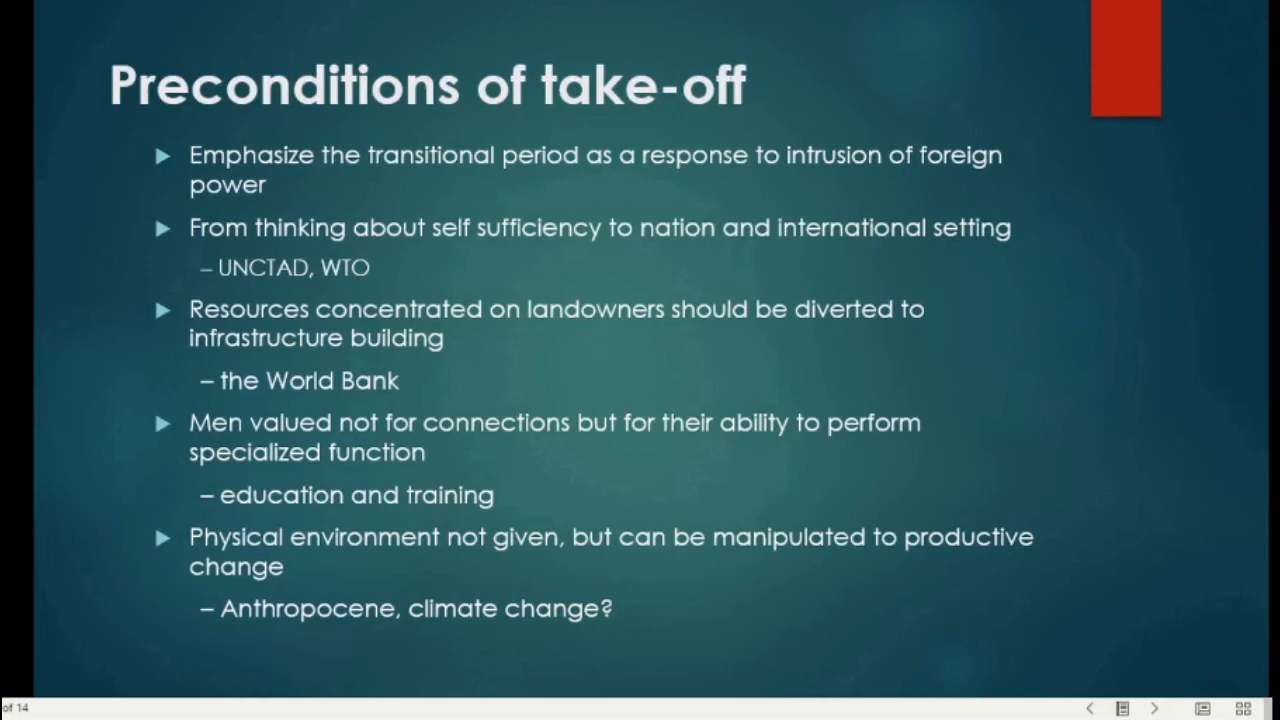 Preconditions of take-off
Emphasize the transitional period as a response to intrusion of foreign
power
From thinking about self sufficiency to nation and international setting
– UNCTAD, WTO
Resources concentrated on landowners should be diverted to
infrastructure building
– the World Bank
Men valued not for connections but for their ability to perform
specialized function
– education and training
Physical environment not given, but can be manipulated to productive
change
– Anthropocene, climate change?
of 14